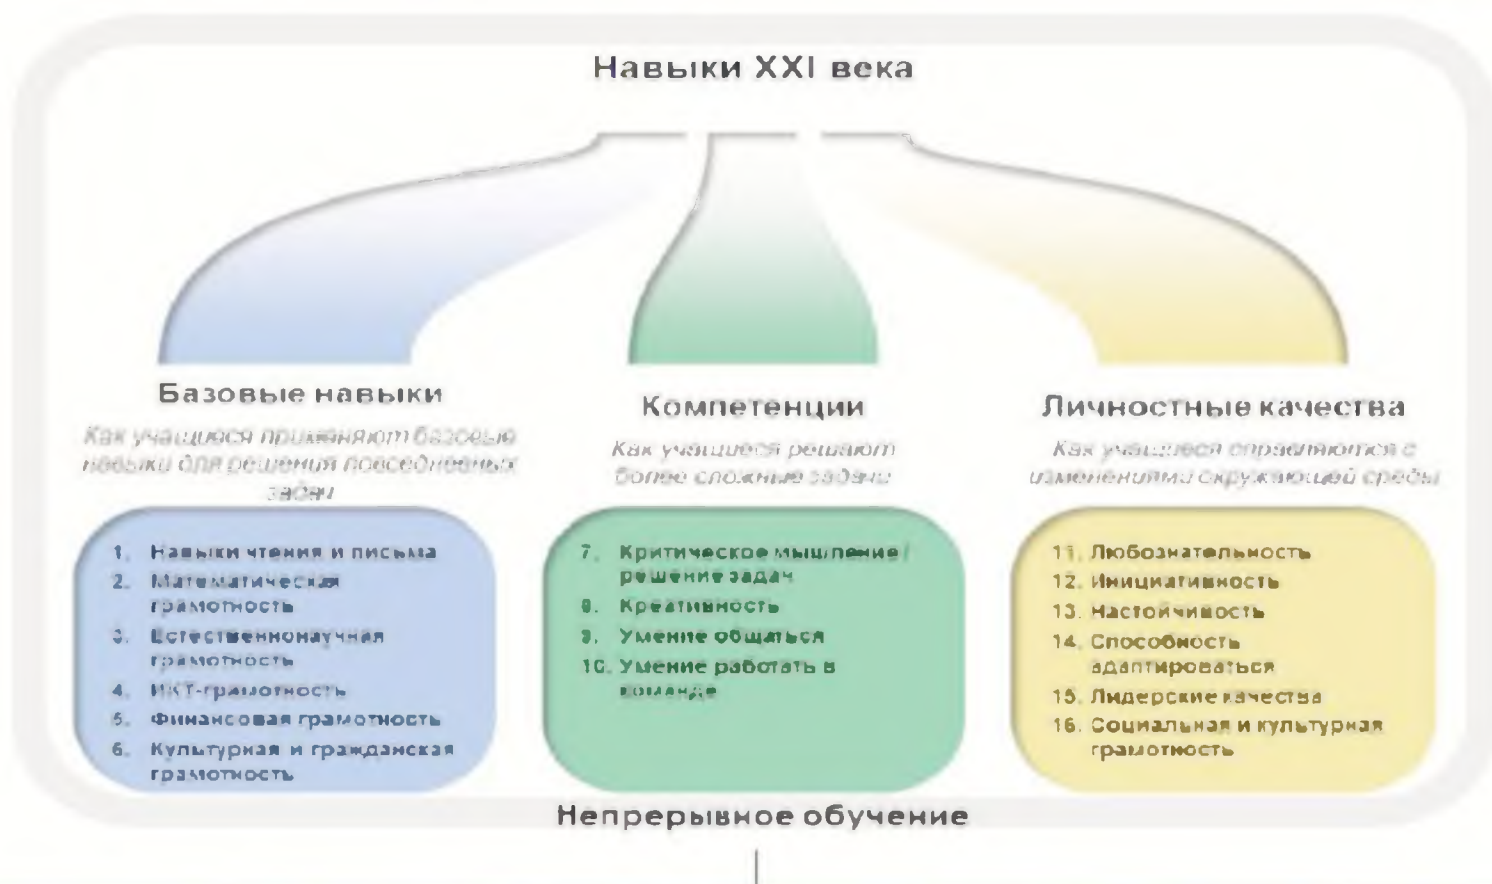 Навыки XXI века
Базовые навыки
Как учащиеся применяют базовые
навыки для решения повседневных
задач
1. Навыки чтения и письма
2. Математическая
грамотность
3. Естественнонаучная
грамотность
4. ИКТ-грамотность
5. Финансовая грамотность
6. Культурная и гражданская
грамотность
Компетенции
Как учащиеся решают
более сложные задачи
7. Критическое мышление/
решение задач
8. Креативность
9. Умение общаться
10. Умение работать в
команде
Личностные качества
Как учащиеся справляются с
изменениями окружающей среды
11. Любознательность
12. Инициативность
13. Настойчивость
14. Способность
адаптироваться
15. Лидерские качества
16. Социальная и культурная
грамотность
Непрерывное обучение